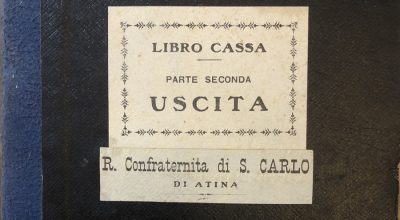 LIBRO CASSA
PARTE SECONDA
USCITA
R. Confraternita di S. CARLO
DI ATINA